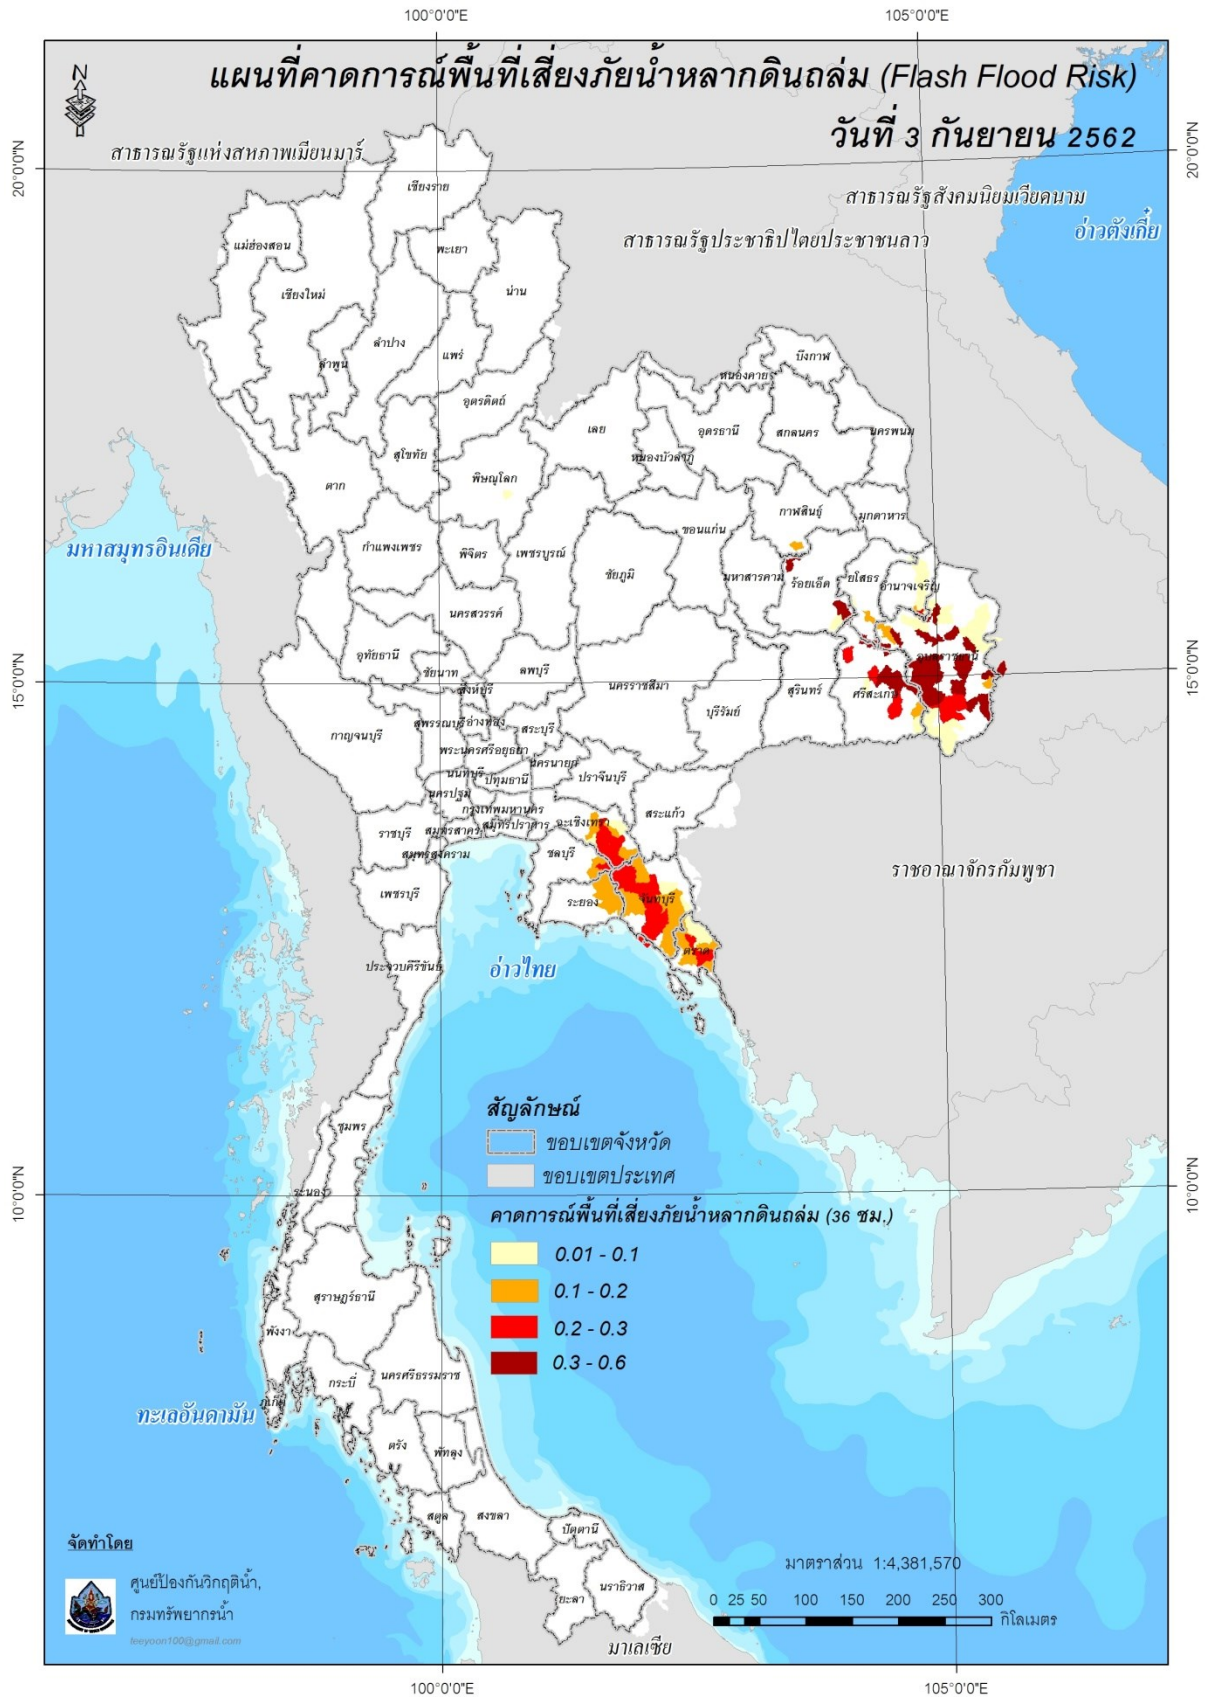 100°0'0"E
105°0'0"E
N
แผนที่คาดการณ์พื้นที่เสี่ยงภัยน้ำหลากดินถล่ม (Flash Flood Risk)
วันที่ 3 กันยายน 2562
20°0'0"N
20°0'0"N
สาธารณรัฐแห่งสหภาพเมียนมาร์
เชียงราย
สาธารณรัฐสังคมนิยมเวียดนาม
สาธารณรัฐประชาธิปไตยประชาชนลาว
อ่าวตังเกี๋ย
แม่ฮ่องสอน
พะเยา
เชียงใหม่
น่าน
ลำปาง
แพร่
ลำพูน
บึงกาฬ
หนองคาย
อุตรดิตถ์
เลย
อุดรธานี
สกลนคร
นครพนม
สุโขทัย
หนองบัวลำภู
ตาก
พิษณุโลก
กาฬสินธุ์
มุกดาหาร
ขอนแก่น
มหาสมุทรอินเดีย
กำแพงเพชร
พิจิตร
เพชรบูรณ์
ชัยภูมิ
มหาสารคาม
ร้อยเอ็ด
ยโสธร
อำนาจเจริญ
นครสวรรค์
อุทัยธานี
ชัยนาท
ลพบุรี
นครราชสีมา
สุรินทร์
อุบลราชธานี
15°0'0"N
15°0'0"N
สิงห์บุรี
บุรีรัมย์
ศรีสะเกษ
กาญจนบุรี
สุพรรณบุรี
อ่างทอง
สระบุรี
พระนครศรีอยุธยา
นครนายก
นนทบุรี
ปทุมธานี
ปราจีนบุรี
นครปฐม
กรุงเทพมหานคร
สระแก้ว
ราชบุรี
สมุทรสาคร
สมุทรปราการ
ฉะเชิงเทรา
สมุทรสงคราม
ชลบุรี
ราชอาณาจักรกัมพูชา
เพชรบุรี
ระยอง
จันทบุรี
ตราด
ประจวบคีรีขันธ์
อ่าวไทย
สัญลักษณ์
ขอบเขตจังหวัด
ขอบเขตประเทศ
คาดการณ์พื้นที่เสี่ยงภัยน้ำหลากดินถล่ม (36 ชม.)
0.01 - 0.1
0.1 - 0.2
0.2 - 0.3
0.3 - 0.6
ชุมพร
ระนอง
10°0'0"N
10°0'0"N
สุราษฎร์ธานี
พังงา
กระบี่
นครศรีธรรมราช
ภูเก็ต
ทะเลอันดามัน
ตรัง
พัทลุง
สตูล
สงขลา
ปัตตานี
ยะลา
นราธิวาส
มาเลเซีย
จัดทำโดย
ศูนย์ป้องกันวิกฤติน้ำ,
กรมทรัพยากรน้ำ
leeyoon100@gmail.com
มาตราส่วน 1:4,381,570
0 25 50 100 150 200 250 300
กิโลเมตร
100°0'0"E
105°0'0"E